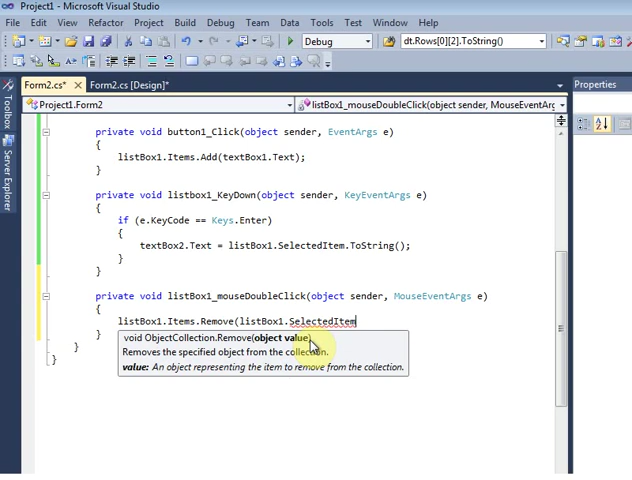 Project1 - Microsoft Visual Studio
File Edit View Refactor Project Build Debug Team Data Tools Test Window Help
Debug dt.Rows[0][2].ToString()
Form2.cs* Form2.cs [Design]* Properties
Project1.Form2 listBox1_mouseDoubleClick(object sender, MouseEventArg
Toolbox
Server Explorer
private void button1_Click(object sender, EventArgs e)
{
listBox1.Items.Add(textBox1.Text);
}
private void listbox1_KeyDown(object sender, KeyEventArgs e)
{
if (e.KeyCode == Keys.Enter)
{
textBox2.Text = listBox1.SelectedItem.ToString();
}
}
private void listBox1_mouseDoubleClick(object sender, MouseEventArgs e)
{
listBox1.Items.Remove(listBox1.SelectedItem
}
void ObjectCollection.Remove(object value)
Removes the specified object from the collection.
value: An object representing the item to remove from the collection.
}
}